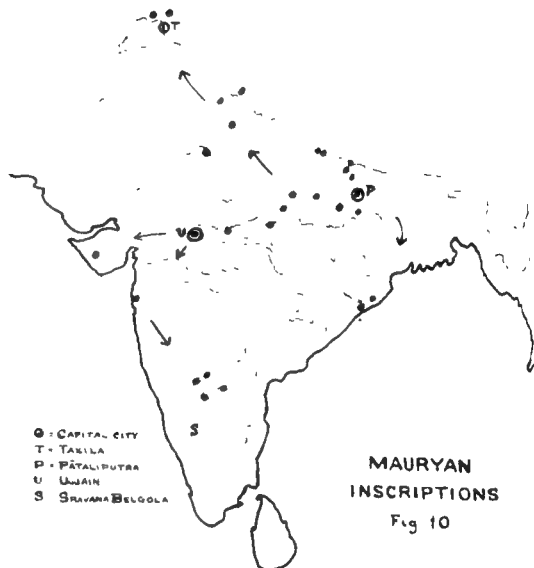 T
P
U
S
⊙ = CAPITAL CITY
T = TAXILA
P = PĀTALIPUTRA
U UJJAIN
S SRAVANA BELGOLA
MAURYAN
INSCRIPTIONS
Fig 10